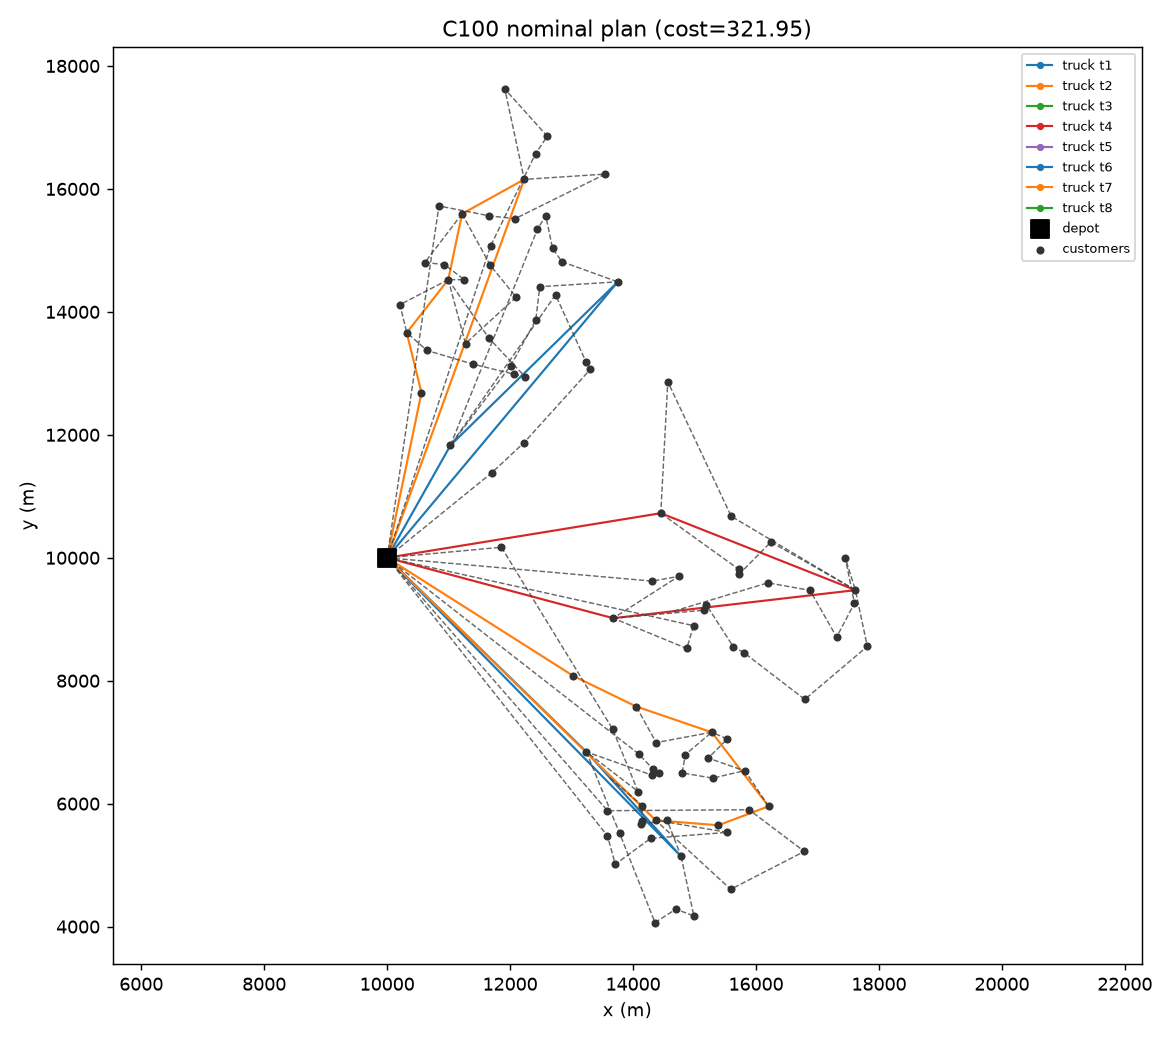 C100 nominal plan (cost=321.95)
truck t1
truck t2
truck t3
truck t4
truck t5
truck t6
truck t7
truck t8
depot
customers
18000
16000
14000
12000
10000
8000
6000
4000
y (m)
6000 8000 10000 12000 14000 16000 18000 20000 22000
x (m)